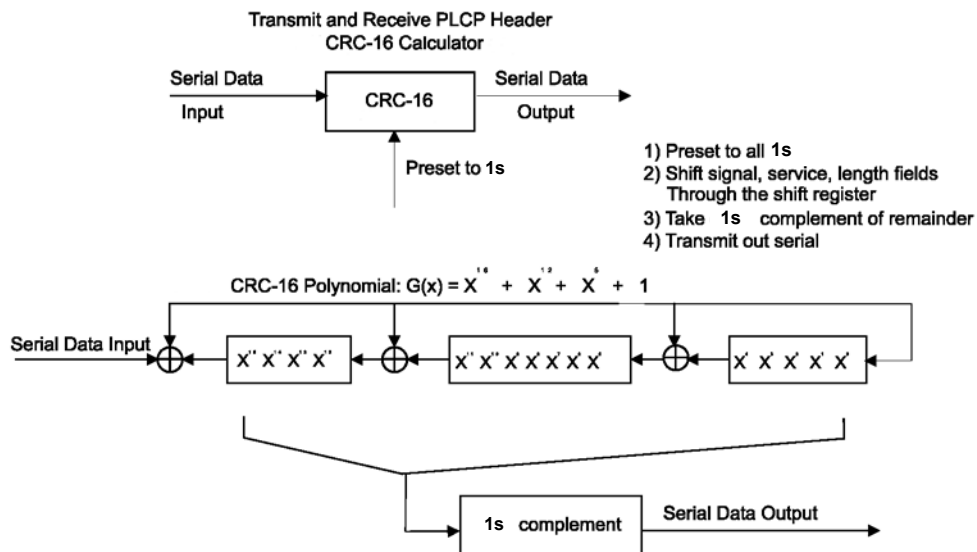 Transmit and Receive PLCP Header
CRC-16 Calculator
Serial Data
Input
CRC-16
Serial Data
Output
Preset to 1s
1) Preset to all 1s
2) Shift signal, service, length fields
Through the shift register
3) Take 1s complement of remainder
4) Transmit out serial
CRC-16 Polynomial: G(x) = X¹⁶ + X¹² + X⁵ + 1
Serial Data Input
1s complement
Serial Data Output